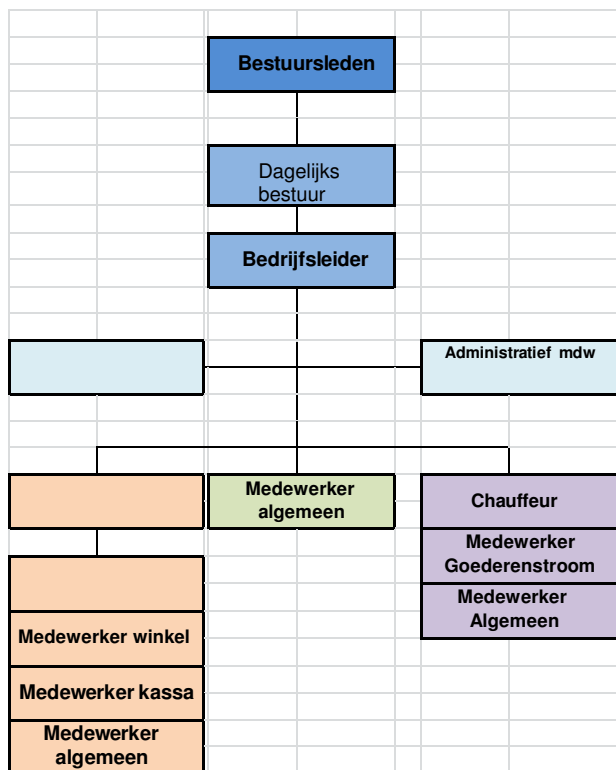 Bestuursleden
Dagelijks
bestuur
Bedrijfsleider
Administratief mdw
Medewerker
algemeen
Chauffeur
Medewerker
Goederenstroom
Medewerker
Algemeen
Medewerker winkel
Medewerker kassa
Medewerker
algemeen